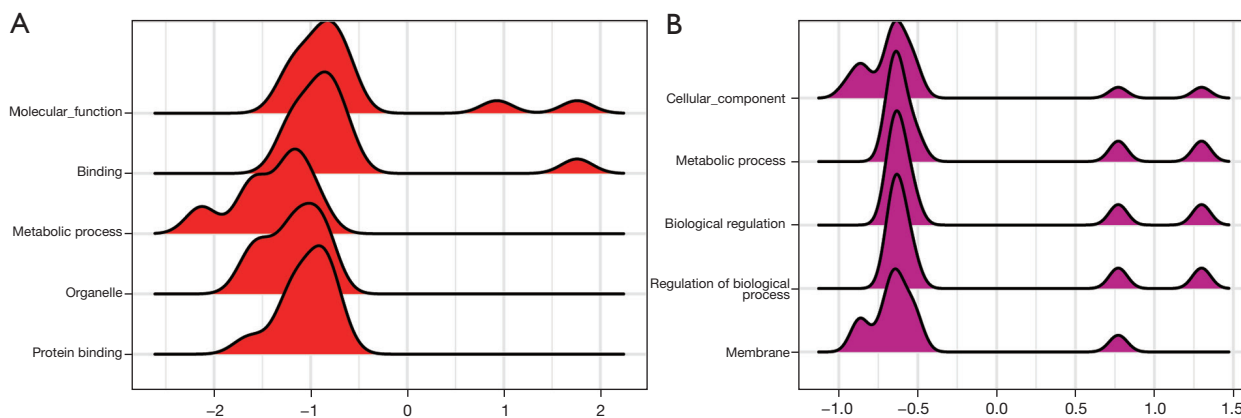 A
Molecular_function
Binding
Metabolic process
Organelle
Protein binding
−2 −1 0 1 2
B
Cellular_component
Metabolic process
Biological regulation
Regulation of biological
process
Membrane
−1.0 −0.5 0.0 0.5 1.0 1.5